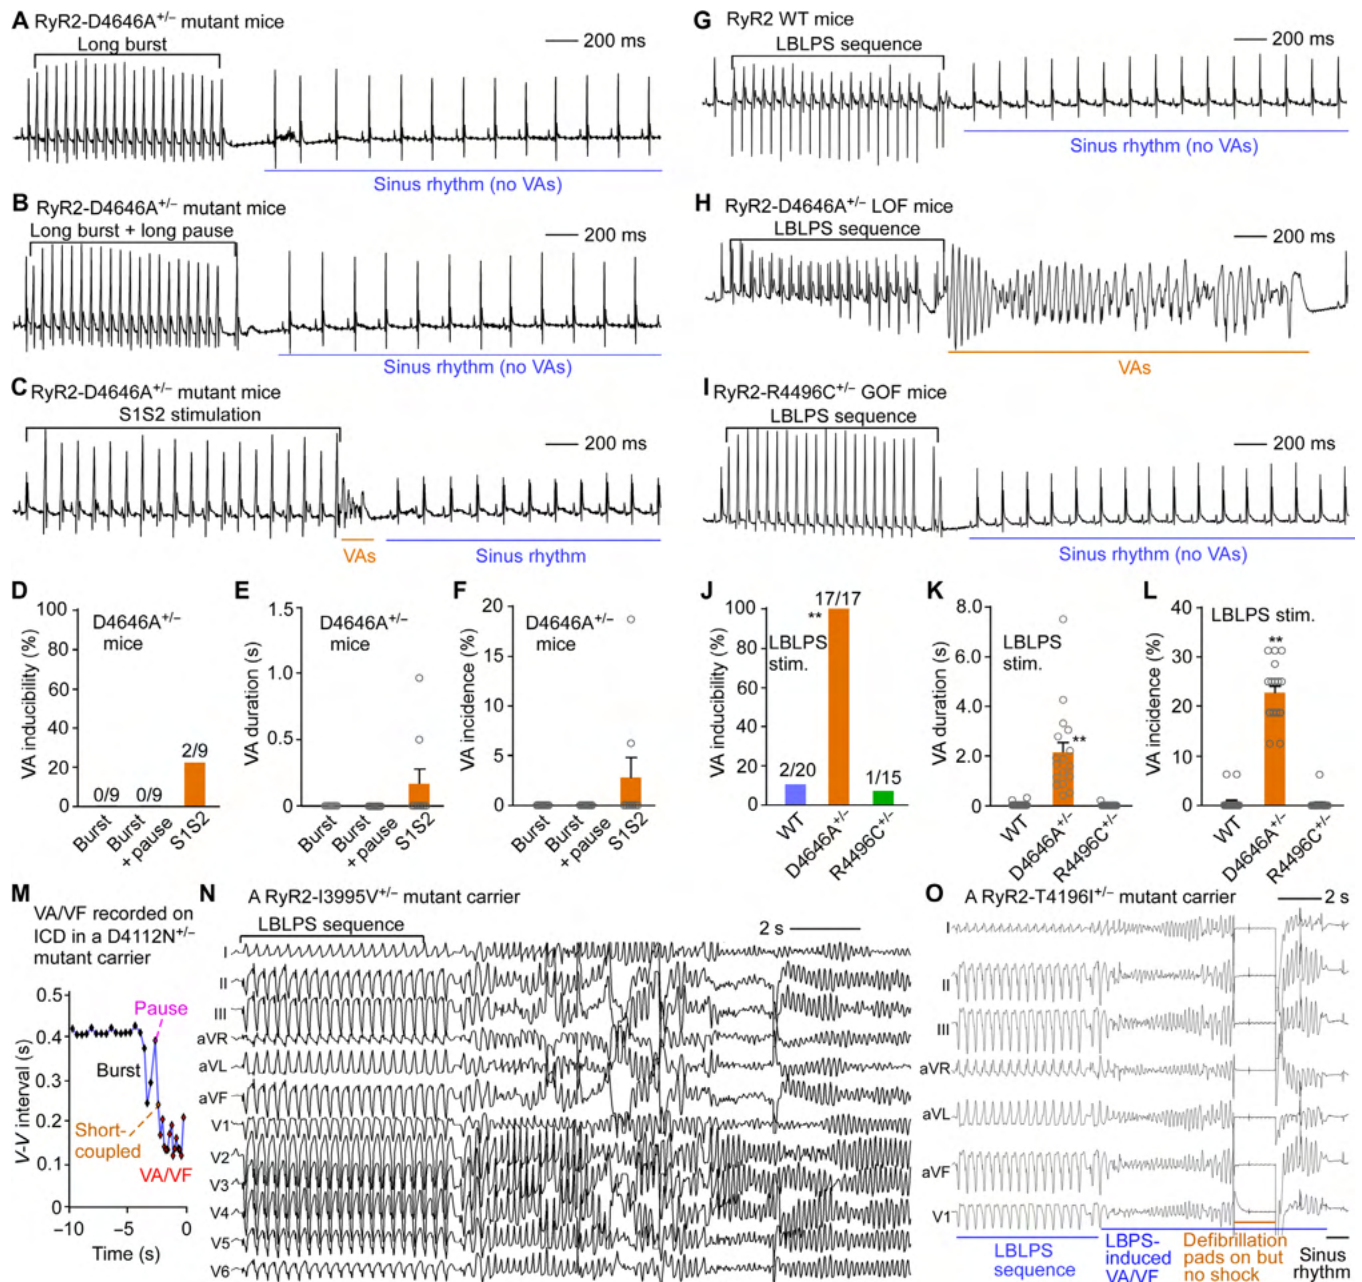 A RyR2-D4646A+/– mutant mice
Long burst
200 ms
Sinus rhythm (no VAs)
B RyR2-D4646A+/– mutant mice
Long burst + long pause
200 ms
Sinus rhythm (no VAs)
C RyR2-D4646A+/– mutant mice
S1S2 stimulation
200 ms
VAs
Sinus rhythm
G RyR2 WT mice
LBLPS sequence
200 ms
Sinus rhythm (no VAs)
H RyR2-D4646A+/– LOF mice
LBLPS sequence
200 ms
VAs
I RyR2-R4496C+/– GOF mice
LBLPS sequence
200 ms
Sinus rhythm (no VAs)
D
VA inducibility (%)
100
80
60
40
20
0
D4646A+/–
mice
0/9
0/9
2/9
Burst
Burst
+ pause
S1S2
E
VA duration (s)
1.5
1.0
0.5
0
D4646A+/–
mice
Burst
Burst
+ pause
S1S2
F
VA incidence (%)
20
15
10
5
0
D4646A+/–
mice
Burst
Burst
+ pause
S1S2
J
VA inducibility (%)
100
80
60
40
20
0
17/17
**
LBLPS
stim.
2/20
1/15
WT
D4646A+/–
R4496C+/–
K
VA duration (s)
8.0
6.0
4.0
2.0
0
LBLPS
stim.
**
WT
D4646A+/–
R4496C+/–
L
VA incidence (%)
40
30
20
10
0
LBLPS stim.
**
WT
D4646A+/–
R4496C+/–
M
VA/VF recorded on
ICD in a D4112N+/–
mutant carrier
V-V interval (s)
0.5
0.4
0.3
0.2
0.1
0
Pause
Burst
Short-
coupled
VA/VF
–10
–5
0
Time (s)
N A RyR2-I3995V+/– mutant carrier
LBLPS sequence
2 s
I
II
III
aVR
aVL
aVF
V1
V2
V3
V4
V5
V6
O A RyR2-T4196I+/– mutant carrier
2 s
I
II
III
aVR
aVL
aVF
V1
LBLPS
sequence
LBPS-
induced
VA/VF
Defibrillation
pads on but
no shock
Sinus
rhythm